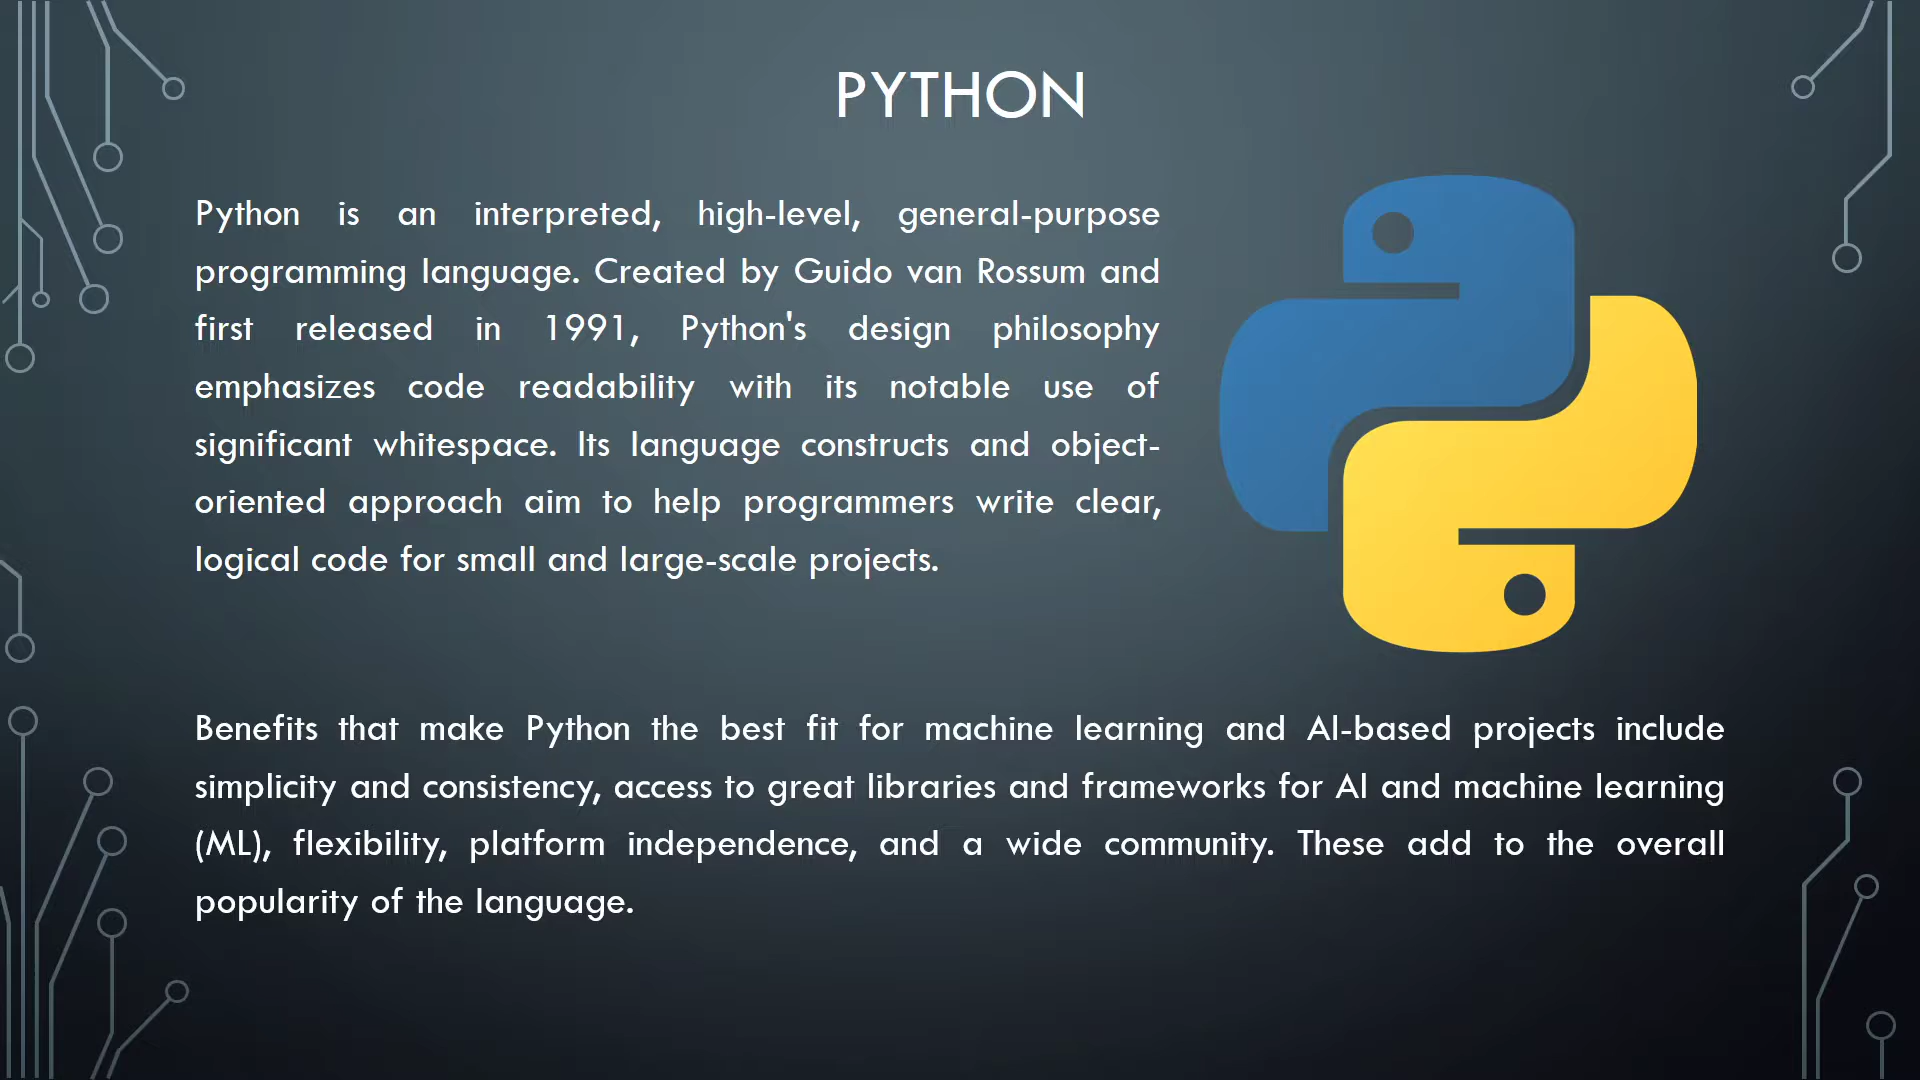 PYTHON
Python is an interpreted, high-level, general-purpose
programming language. Created by Guido van Rossum and
first released in 1991, Python's design philosophy
emphasizes code readability with its notable use of
significant whitespace. Its language constructs and object-
oriented approach aim to help programmers write clear,
logical code for small and large-scale projects.
Benefits that make Python the best fit for machine learning and AI-based projects include
simplicity and consistency, access to great libraries and frameworks for AI and machine learning
(ML), flexibility, platform independence, and a wide community. These add to the overall
popularity of the language.